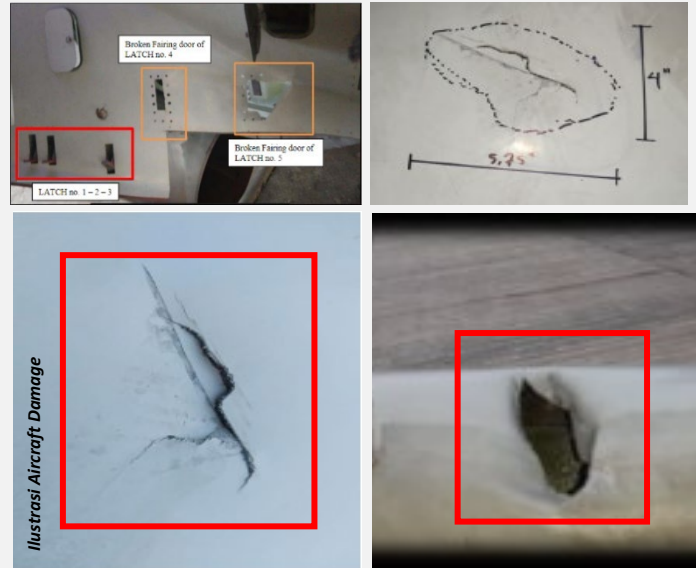 Broken Fairing door of
LATCH no. 4
Broken Fairing door of
LATCH no. 5
LATCH no. 1 – 2 – 3
4"
5.75"
Ilustrasi Aircraft Damage